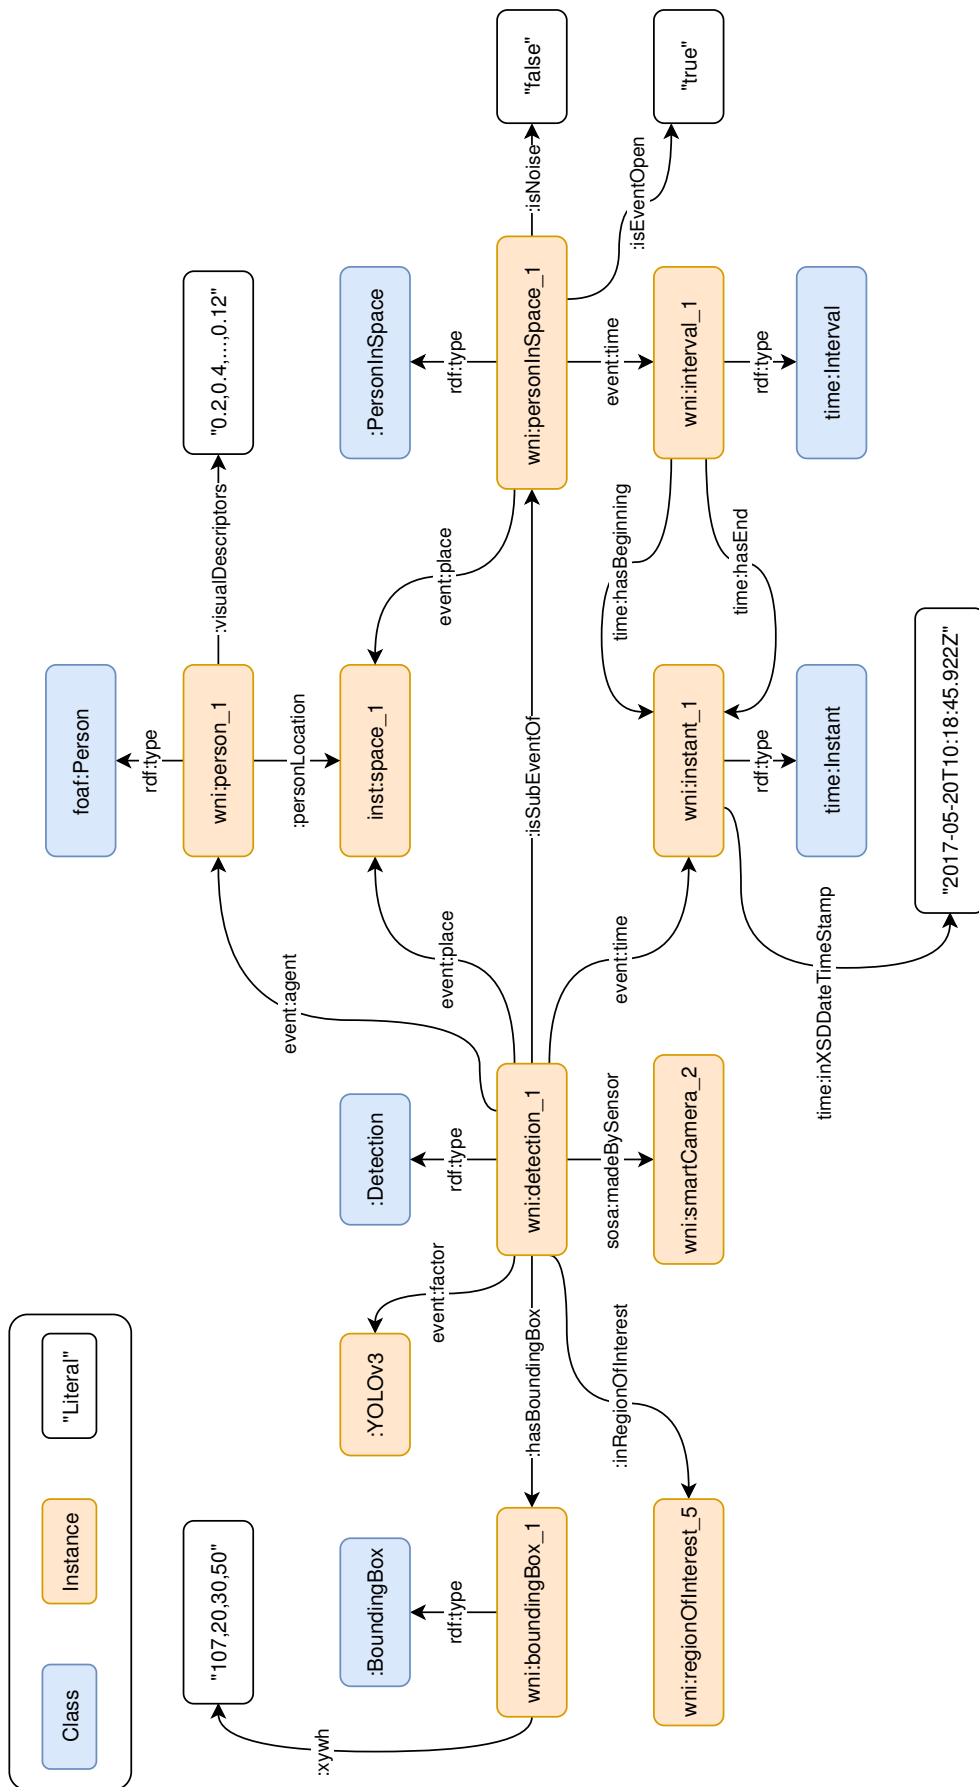 Class
Instance
"Literal"
"107,20,30,50"
:xywh
:BoundingBox
rdf:type
wni:boundingBox_1
wni:regionOfInterest_5
:YOLOv3
event:factor
:hasBoundingBox
:inRegionOfInterest
:Detection
rdf:type
wni:detection_1
sosa:madeBySensor
wni:smartCamera_2
event:agent
event:place
:isSubEventOf
event:time
foaf:Person
rdf:type
wni:person_1
:personLocation
inst:space_1
wni:instant_1
rdf:type
time:Instant
time:inXSDDateTimeStamp
"2017-05-20T10:18:45.922Z"
:visualDescriptors
"0.2,0.4,...,0.12"
event:place
time:hasBeginning
time:hasEnd
:PersonInSpace
rdf:type
wni:personInSpace_1
event:time
wni:interval_1
rdf:type
time:Interval
:isNoise
"false"
:isEventOpen
"true"